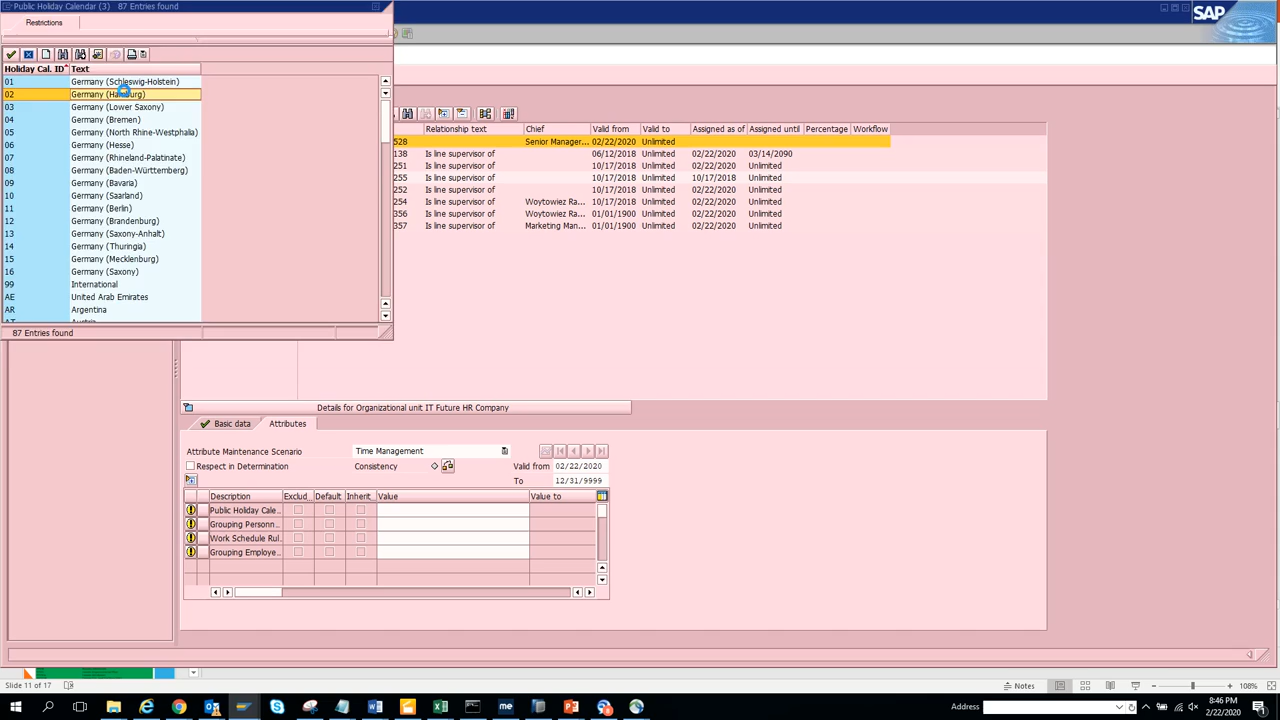 Public Holiday Calendar (3) 87 Entries found
SAP
Restrictions
Holiday Cal. ID Text
01 Germany (Schleswig-Holstein)
02 Germany (Hamburg)
03 Germany (Lower Saxony)
04 Germany (Bremen)
05 Germany (North Rhine-Westphalia)
06 Germany (Hesse)
07 Germany (Rhineland-Palatinate)
08 Germany (Baden-Württemberg)
09 Germany (Bavaria)
10 Germany (Saarland)
11 Germany (Berlin)
12 Germany (Brandenburg)
13 Germany (Saxony-Anhalt)
14 Germany (Thuringia)
15 Germany (Mecklenburg)
16 Germany (Saxony)
99 International
AE United Arab Emirates
AR Argentina
AT Austria
87 Entries found
Relationship text Chief Valid from Valid to Assigned as of Assigned until Percentage Workflow
528 Senior Manager... 02/22/2020 Unlimited
138 Is line supervisor of 06/12/2018 Unlimited 02/22/2020 03/14/2090
251 Is line supervisor of 10/17/2018 Unlimited 02/22/2020 Unlimited
255 Is line supervisor of 10/17/2018 Unlimited 10/17/2018 Unlimited
252 Is line supervisor of 10/17/2018 Unlimited 02/22/2020 Unlimited
254 Is line supervisor of Woytowiez Ra... 10/17/2018 Unlimited 02/22/2020 Unlimited
356 Is line supervisor of Woytowiez Ra... 01/01/1900 Unlimited 02/22/2020 Unlimited
357 Is line supervisor of Marketing Man... 01/01/1900 Unlimited 02/22/2020 Unlimited
Details for Organizational unit IT Future HR Company
Basic data Attributes
Attribute Maintenance Scenario Time Management
Respect in Determination Consistency Valid from 02/22/2020
To 12/31/9999
Description Exclud.. Default Inherit.. Value Value to
Public Holiday Cale..
Grouping Personn..
Work Schedule Rul..
Grouping Employe..
Slide 11 of 17 Notes 108%
Address 8:46 PM
2/22/2020